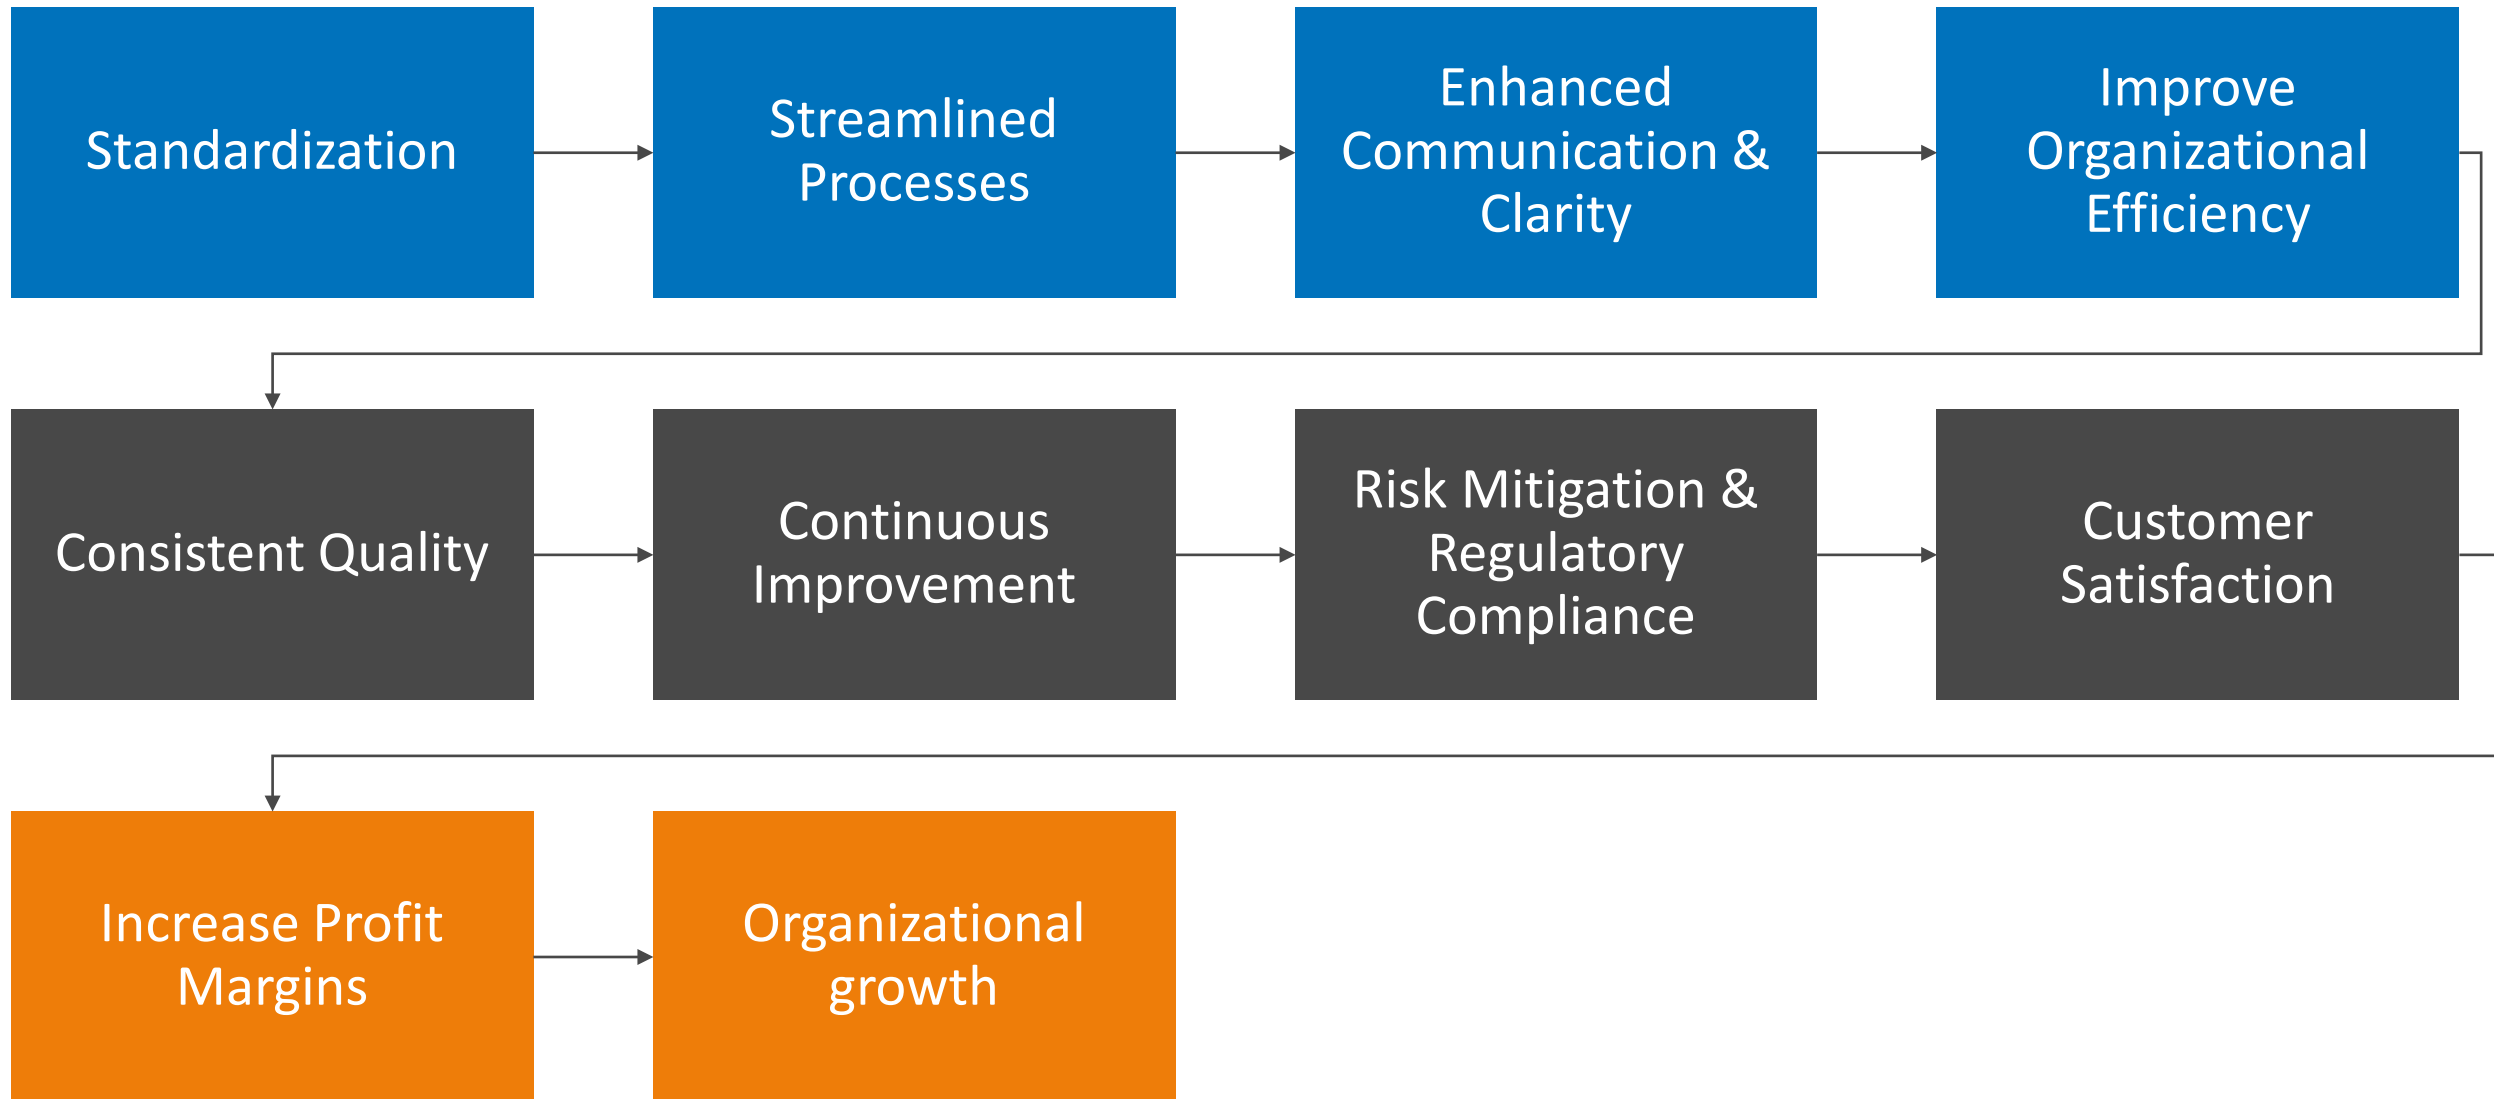 Standardization
Streamlined
Processes
Enhanced
Communication &
Clarity
Improve
Organizational
Efficiency
Consistent Quality
Continuous
Improvement
Risk Mitigation &
Regulatory
Compliance
Customer
Satisfaction
Increase Profit
Margins
Organizational
growth